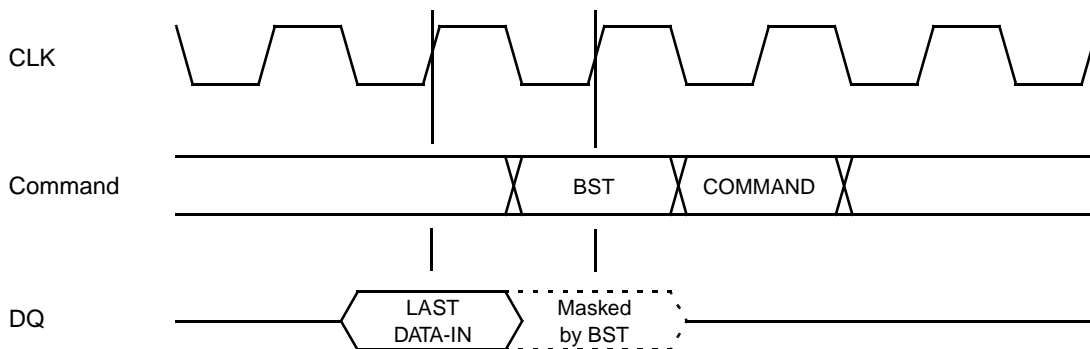 CLK
Command
BST
COMMAND
DQ
LAST
DATA-IN
Masked
by BST